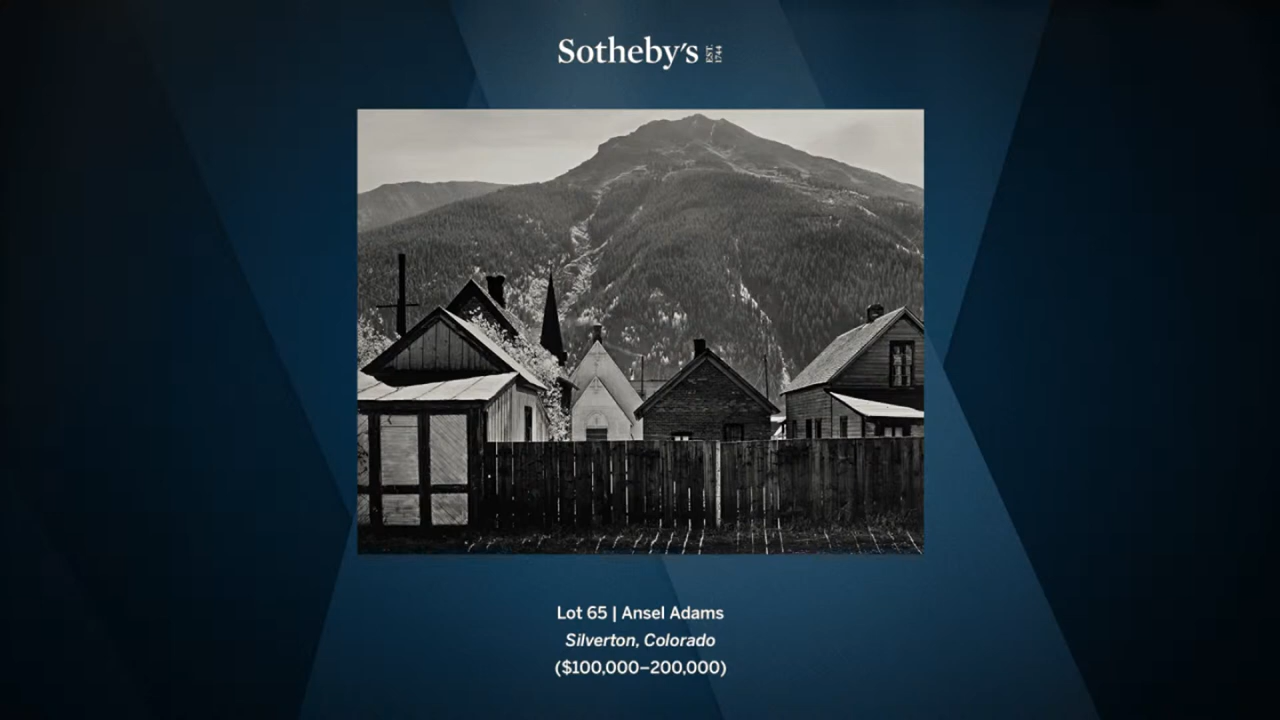 Sotheby's EST. 1744
Lot 65 | Ansel Adams
Silverton, Colorado
($100,000–200,000)